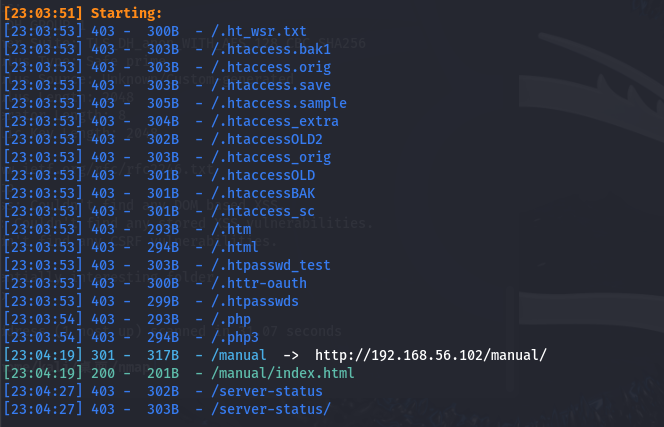 [23:03:51] Starting:
[23:03:53] 403 -  300B  - /.ht_wsr.txt
[23:03:53] 403 -  303B  - /.htaccess.bak1
[23:03:53] 403 -  303B  - /.htaccess.orig
[23:03:53] 403 -  303B  - /.htaccess.save
[23:03:53] 403 -  305B  - /.htaccess.sample
[23:03:53] 403 -  304B  - /.htaccess_extra
[23:03:53] 403 -  302B  - /.htaccessOLD2
[23:03:53] 403 -  303B  - /.htaccess_orig
[23:03:53] 403 -  301B  - /.htaccessOLD
[23:03:53] 403 -  301B  - /.htaccessBAK
[23:03:53] 403 -  301B  - /.htaccess_sc
[23:03:53] 403 -  293B  - /.htm
[23:03:53] 403 -  294B  - /.html
[23:03:53] 403 -  303B  - /.htpasswd_test
[23:03:53] 403 -  300B  - /.httr-oauth
[23:03:53] 403 -  299B  - /.htpasswds
[23:03:54] 403 -  293B  - /.php
[23:03:54] 403 -  294B  - /.php3
[23:04:19] 301 -  317B  - /manual  ->  http://192.168.56.102/manual/
[23:04:19] 200 -  201B  - /manual/index.html
[23:04:27] 403 -  302B  - /server-status
[23:04:27] 403 -  303B  - /server-status/